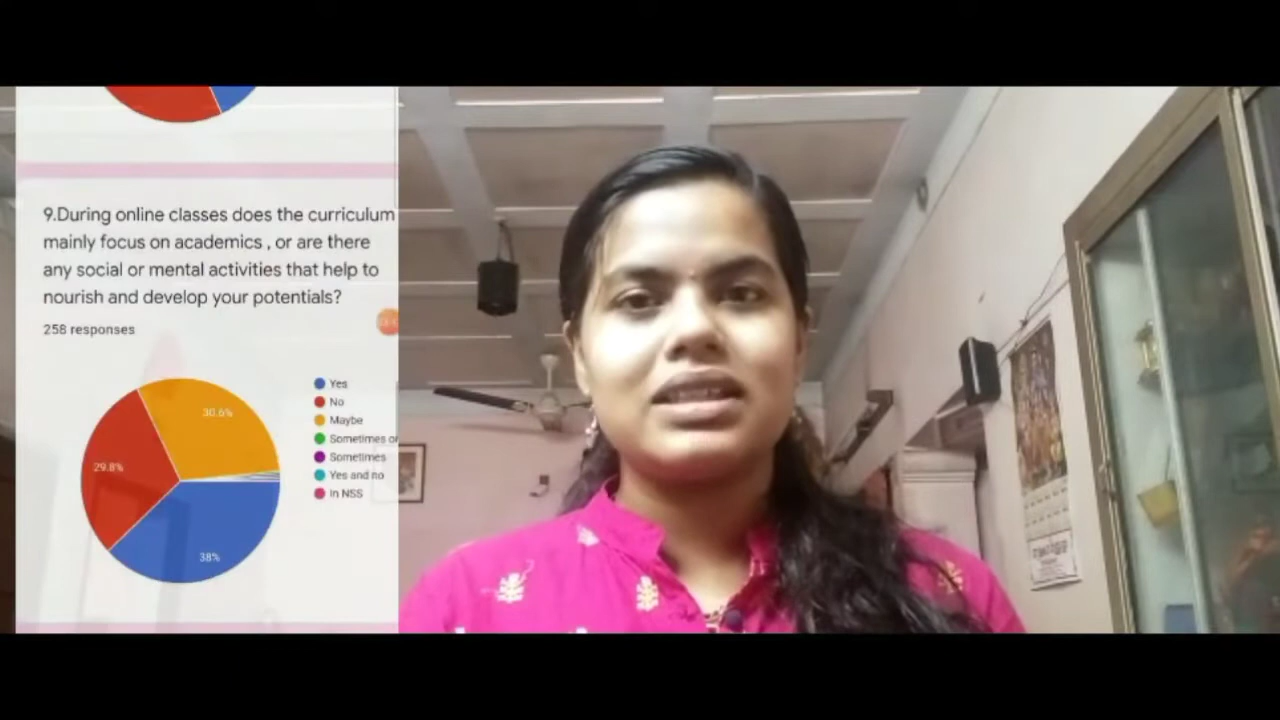 9.During online classes does the curriculum
mainly focus on academics , or are there
any social or mental activities that help to
nourish and develop your potentials?
258 responses
30.6%
29.8%
38%
Yes
No
Maybe
Sometimes
Sometimes
Yes and no
In NSS